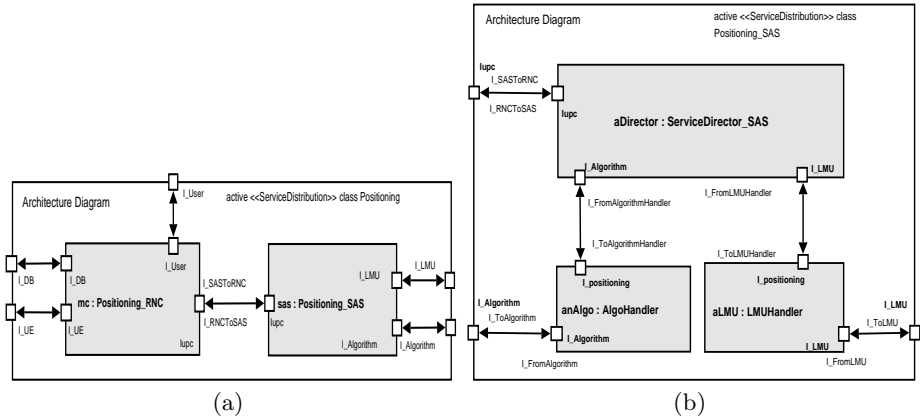 Architecture Diagram
active <<ServiceDistribution>> class Positioning
I_User
I_User
I_DB
I_DB
I_UE
I_UE
mc : Positioning_RNC
Iupc
I_SASToRNC
I_RNCToSAS
sas : Positioning_SAS
Iupc
I_LMU
I_LMU
I_Algorithm
I_Algorithm
(a)
Architecture Diagram
active <<ServiceDistribution>> class
Positioning_SAS
Iupc
I_SASToRNC
I_RNCToSAS
Iupc
aDirector : ServiceDirector_SAS
I_Algorithm
I_LMU
I_FromAlgorithmHandler
I_FromLMUHandler
I_ToAlgorithmHandler
I_ToLMUHandler
I_positioning
I_positioning
I_Algorithm
I_ToAlgorithm
anAlgo : AlgoHandler
I_Algorithm
I_FromAlgorithm
aLMU : LMUHandler
I_LMU
I_LMU
I_ToLMU
I_FromLMU
(b)